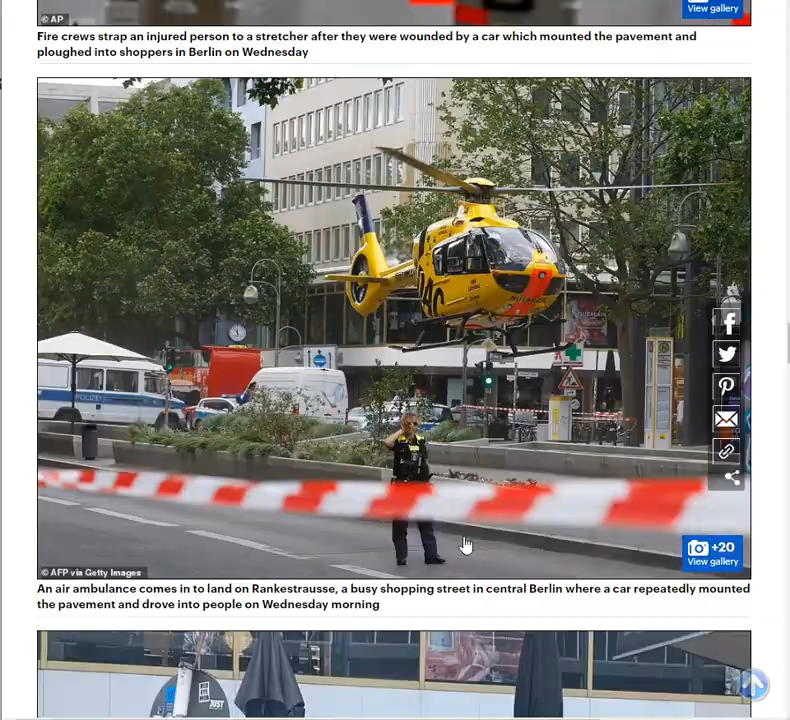 © AP
View gallery
Fire crews strap an injured person to a stretcher after they were wounded by a car which mounted the pavement and
ploughed into shoppers in Berlin on Wednesday
NOTARZT
POLIZEI
+20
View gallery
© AFP via Getty Images
An air ambulance comes in to land on Rankestrausse, a busy shopping street in central Berlin where a car repeatedly mounted
the pavement and drove into people on Wednesday morning
JUST